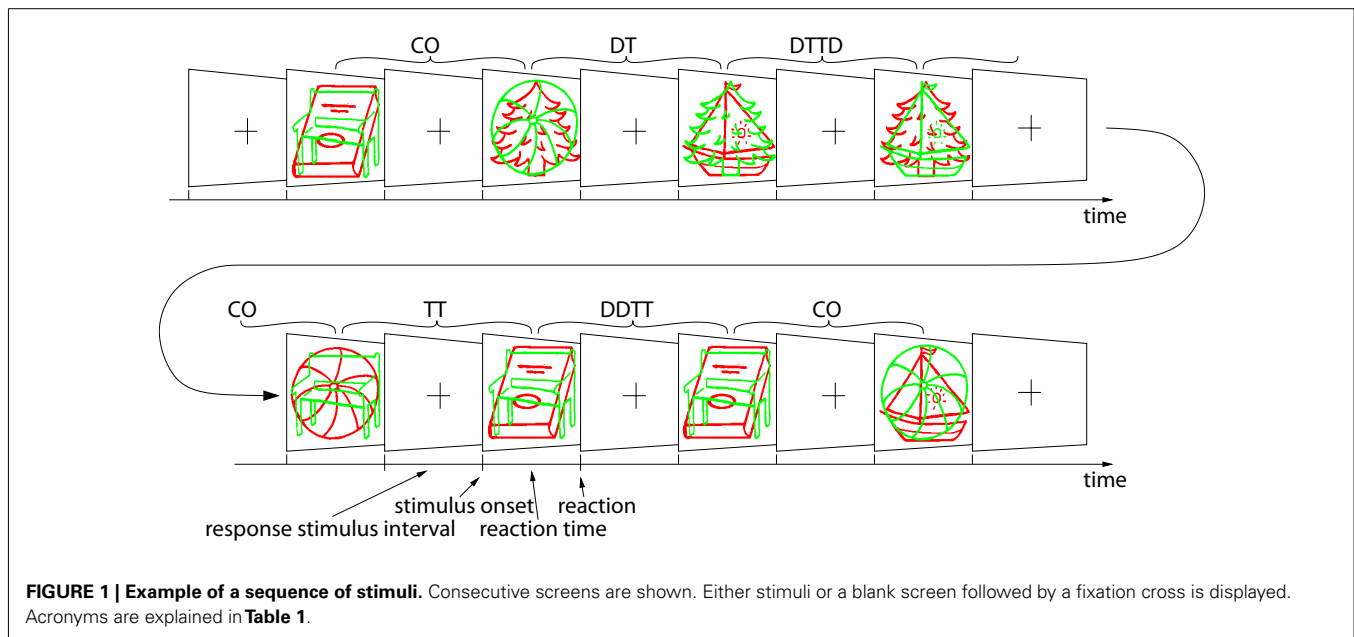 CO DT DTTD
time
CO TT DDTT CO
time
stimulus onset reaction
response stimulus interval reaction time
FIGURE 1 | Example of a sequence of stimuli. Consecutive screens are shown. Either stimuli or a blank screen followed by a fixation cross is displayed.
Acronyms are explained in Table 1.